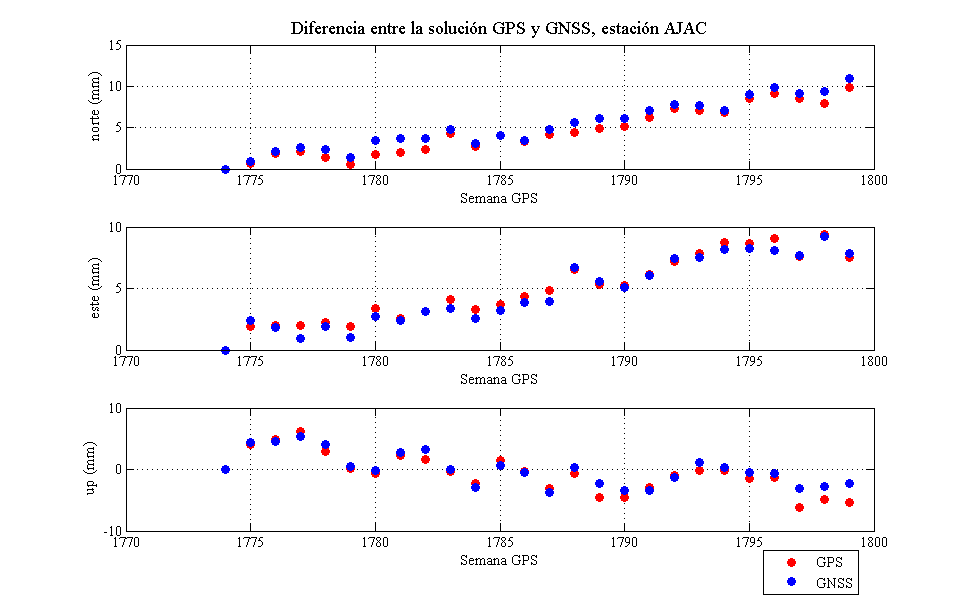 Diferencia entre la solución GPS y GNSS, estación AJAC
15
10
5
0
norte (mm)
1770 1775 1780 1785 1790 1795 1800
Semana GPS
10
5
0
este (mm)
1770 1775 1780 1785 1790 1795 1800
Semana GPS
10
0
-10
up (mm)
1770 1775 1780 1785 1790 1795 1800
Semana GPS
GPS
GNSS